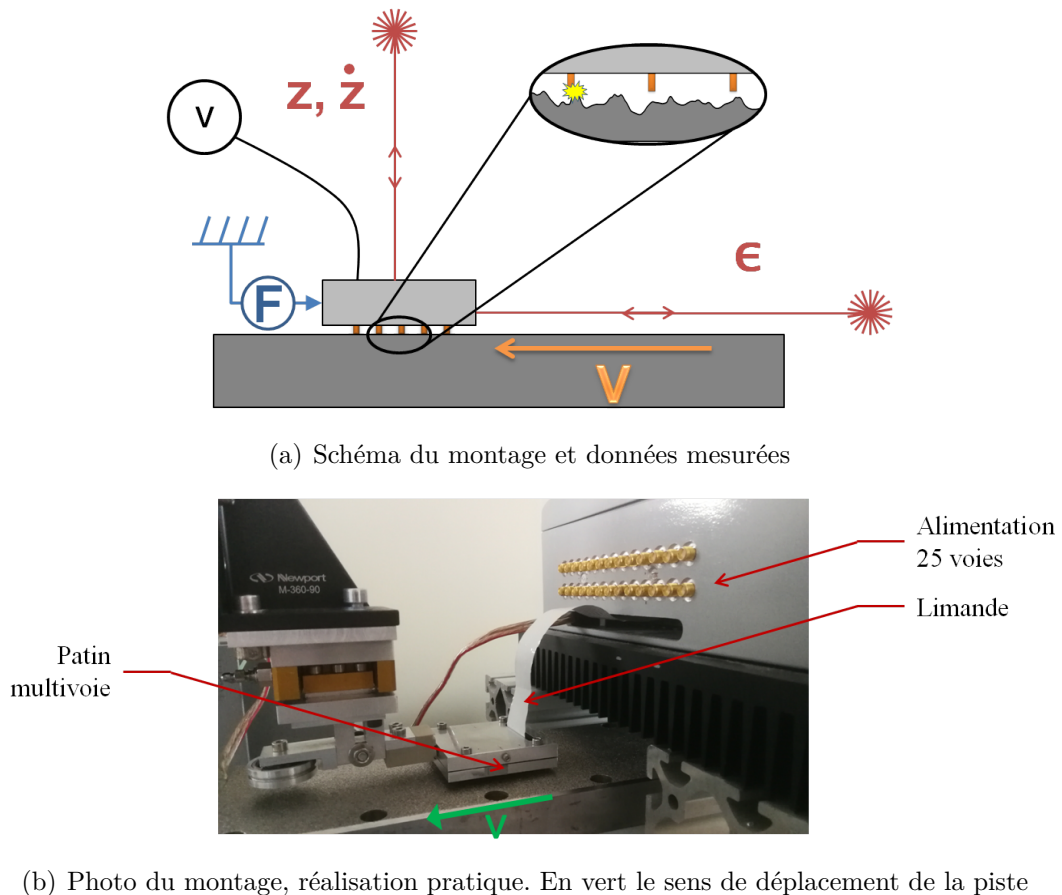 z, ż
V
ϵ
F
V
(a) Schéma du montage et données mesurées
Newport
M-360-90
Alimentation
25 voies
Limande
Patin
multivoie
V
(b) Photo du montage, réalisation pratique. En vert le sens de déplacement de la piste